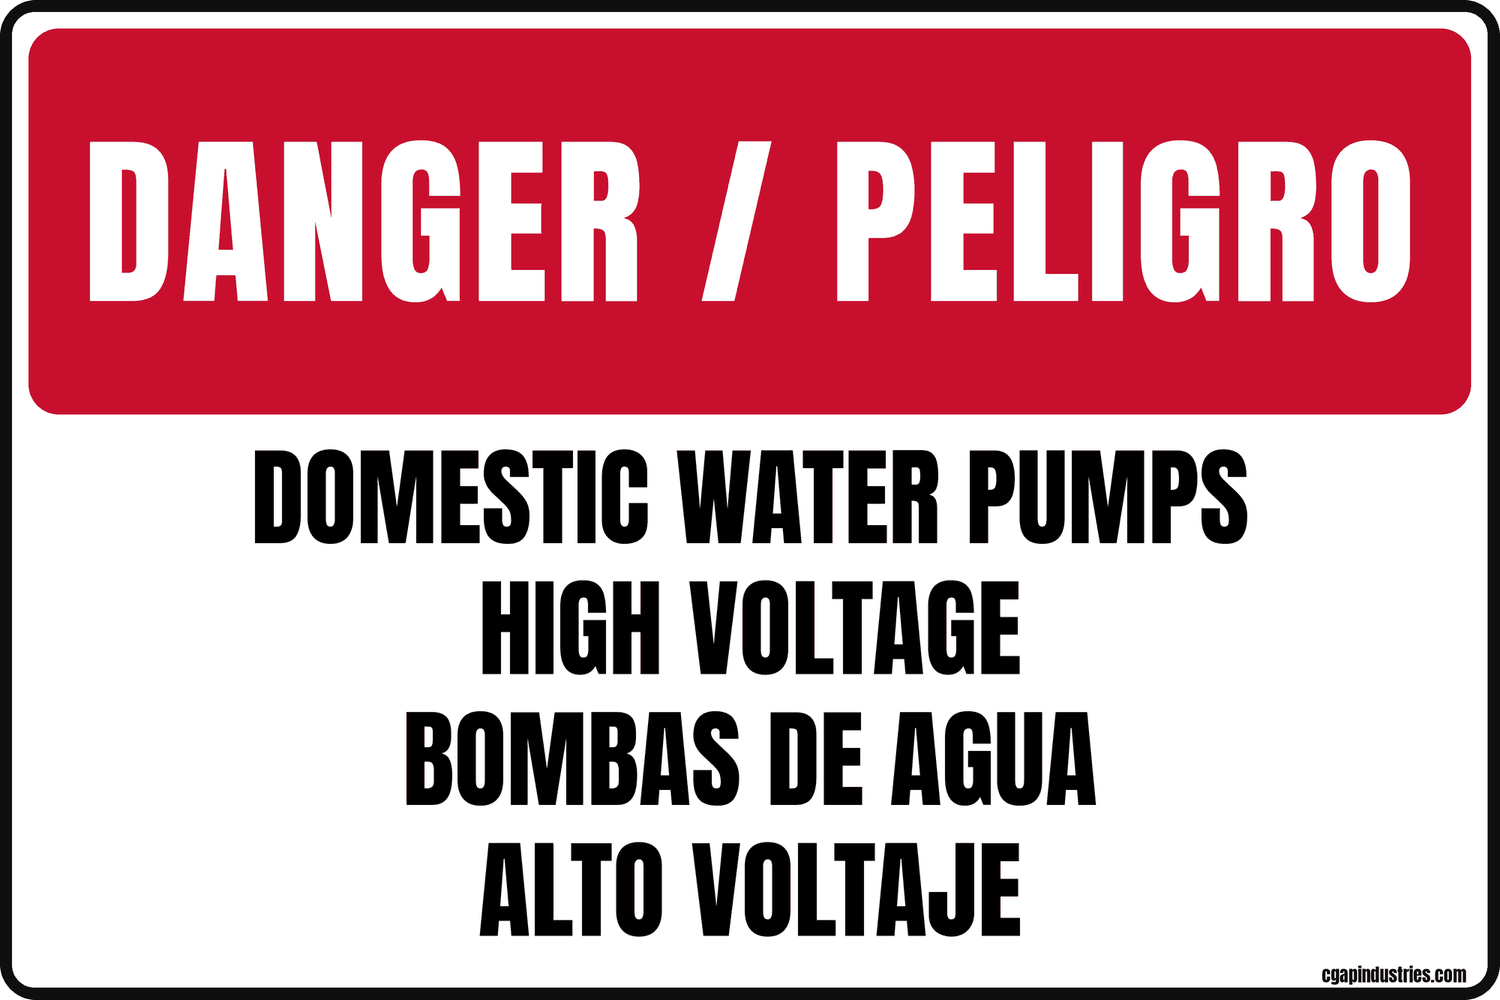 DANGER / PELIGRO
DOMESTIC WATER PUMPS
HIGH VOLTAGE
BOMBAS DE AGUA
ALTO VOLTAJE
cgapindustries.com